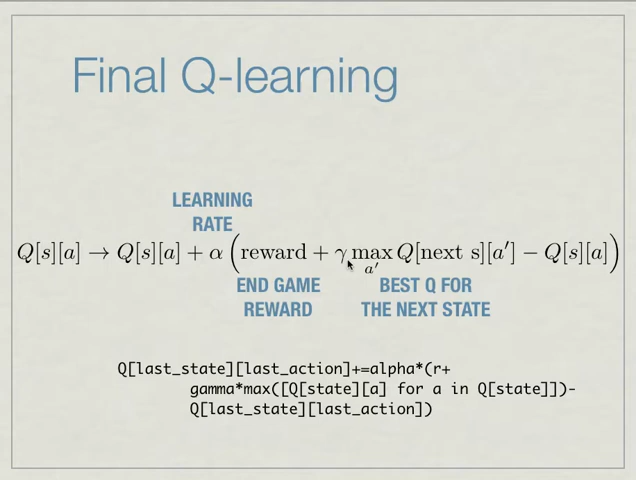 Final Q-learning
LEARNING
RATE
Q[s][a] → Q[s][a] + α (reward + γ max Q[next s][a′] − Q[s][a])
a′
END GAME
REWARD
BEST Q FOR
THE NEXT STATE
Q[last_state][last_action]+=alpha*(r+
gamma*max([Q[state][a] for a in Q[state]])-
Q[last_state][last_action])